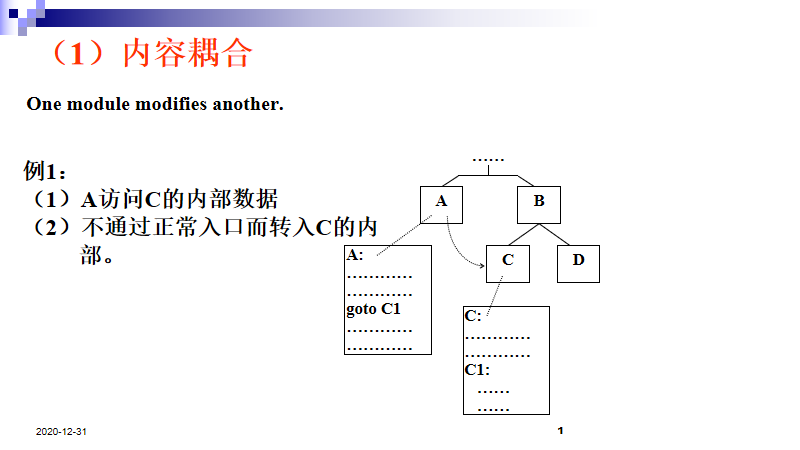 （1）内容耦合
One module modifies another.
例1：
（1）A访问C的内部数据
（2）不通过正常入口而转入C的内
部。
……
A
B
C
D
A:
…………
…………
goto C1
…………
…………
C:
…………
…………
C1:
……
……
2020-12-31
1